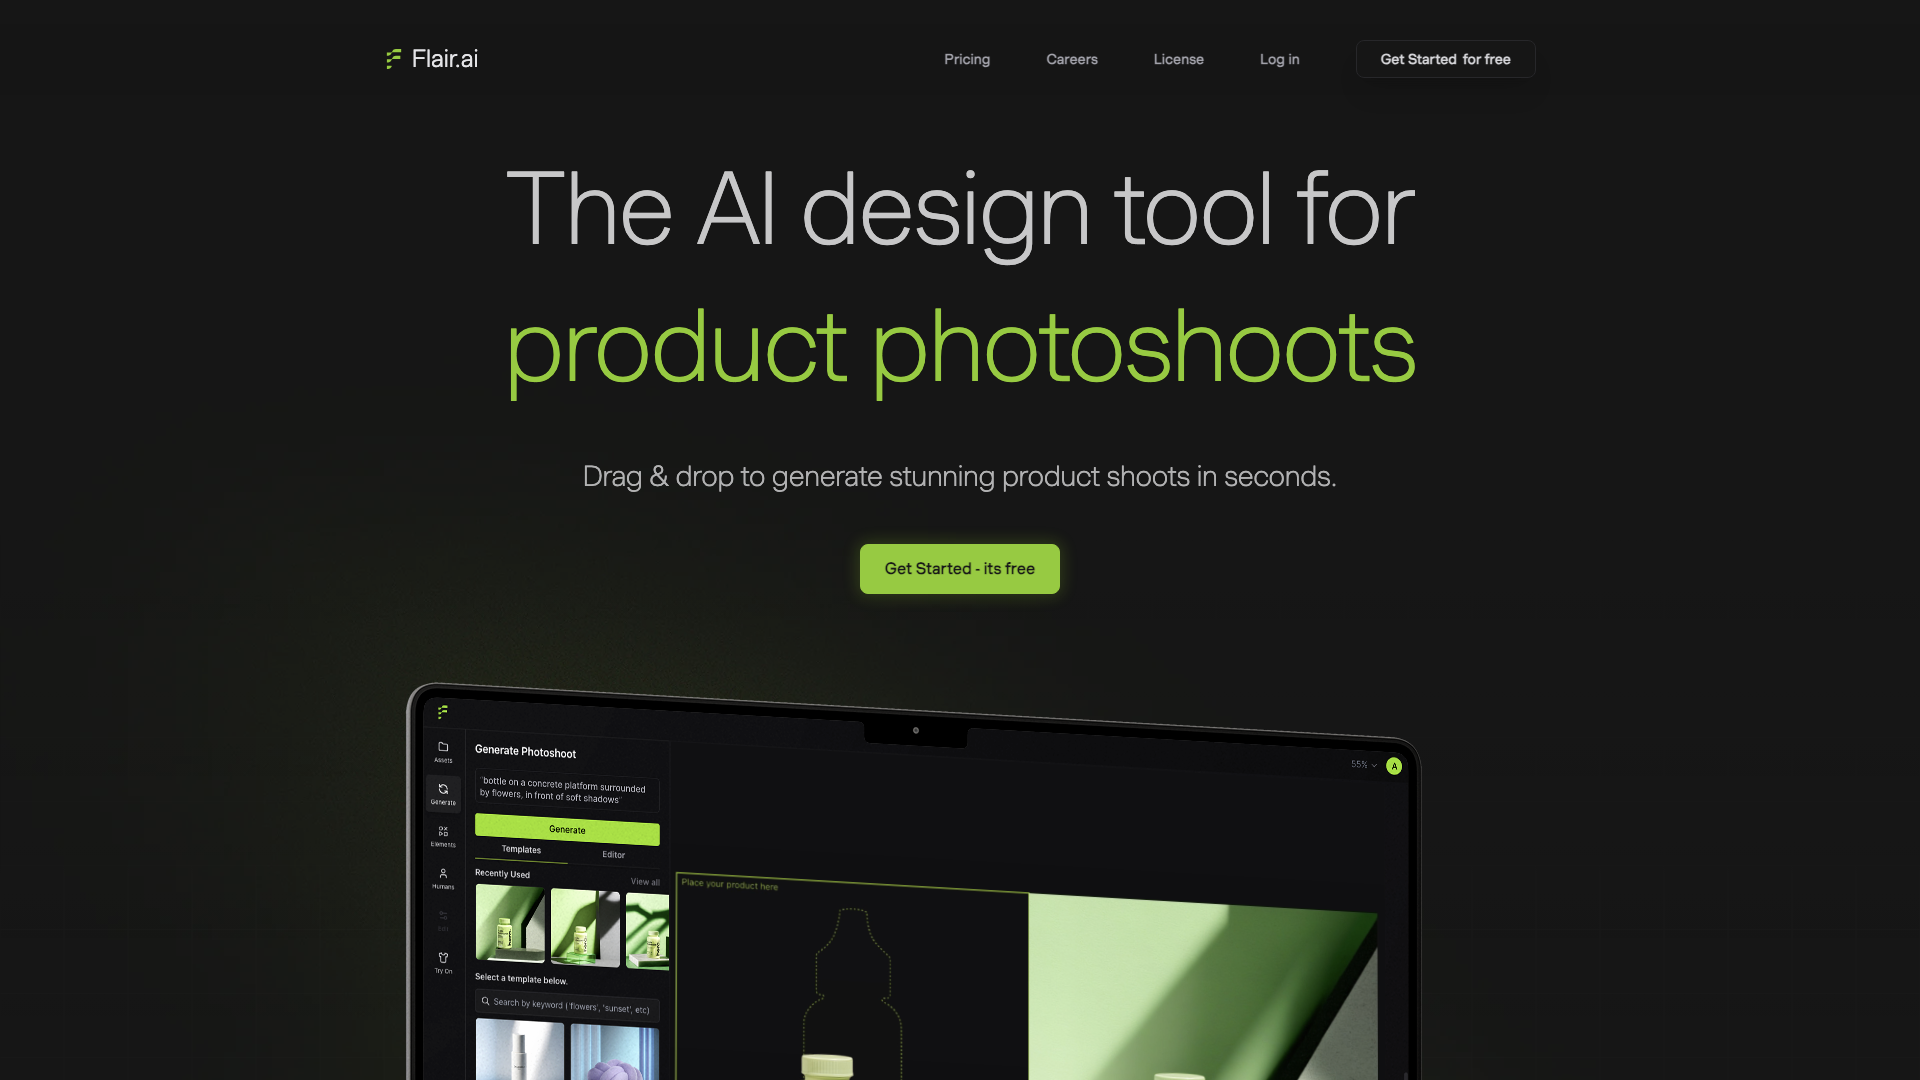 Flair.ai
Pricing
Careers
License
Log in
Get Started for free
The AI design tool for
product photoshoots
Drag & drop to generate stunning product shoots in seconds.
Get Started - its free
55%
A
Assets
Generate
Elements
Humans
Edit
Try On
Generate Photoshoot
"bottle on a concrete platform surrounded
by flowers, in front of soft shadows"
Generate
Templates
Editor
Recently Used
View all
Select a template below.
Search by keyword ( 'flowers', 'sunset', etc)
Place your product here